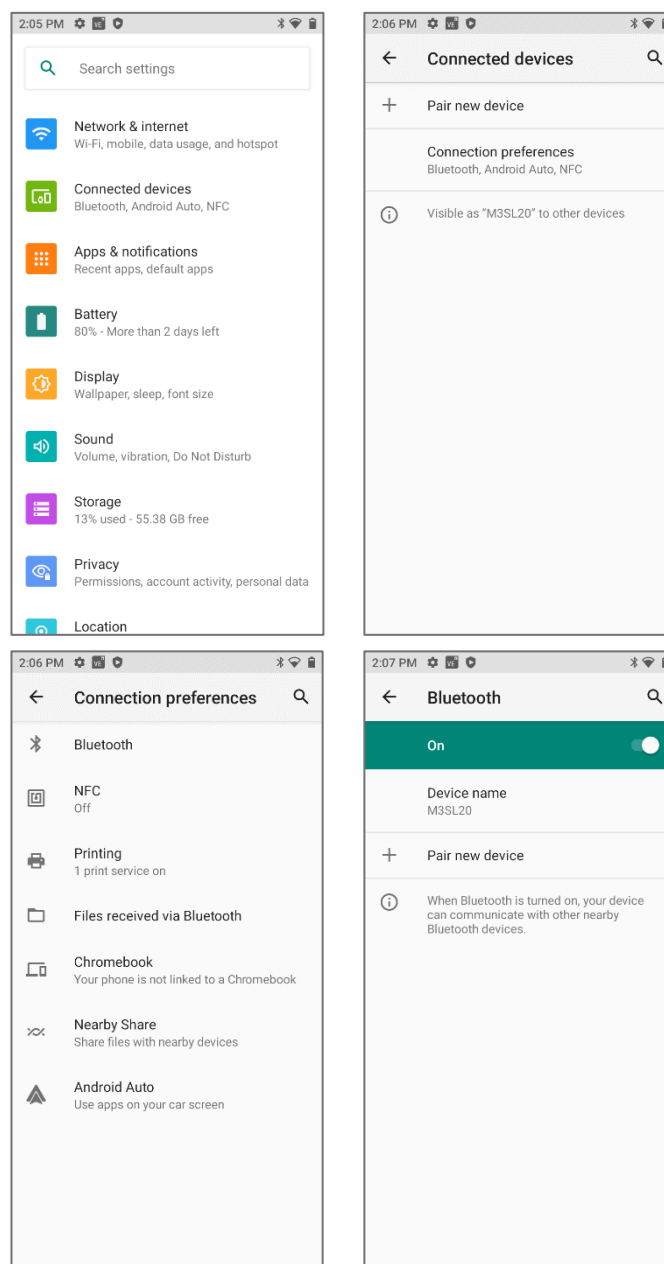 2:05 PM
Search settings
Network & internet
Wi-Fi, mobile, data usage, and hotspot
Connected devices
Bluetooth, Android Auto, NFC
Apps & notifications
Recent apps, default apps
Battery
80% - More than 2 days left
Display
Wallpaper, sleep, font size
Sound
Volume, vibration, Do Not Disturb
Storage
13% used - 55.38 GB free
Privacy
Permissions, account activity, personal data
Location
2:06 PM
Connected devices
Pair new device
Connection preferences
Bluetooth, Android Auto, NFC
Visible as "M3SL20" to other devices
2:06 PM
Connection preferences
Bluetooth
NFC
Off
Printing
1 print service on
Files received via Bluetooth
Chromebook
Your phone is not linked to a Chromebook
Nearby Share
Share files with nearby devices
Android Auto
Use apps on your car screen
2:07 PM
Bluetooth
On
Device name
M3SL20
Pair new device
When Bluetooth is turned on, your device
can communicate with other nearby
Bluetooth devices.